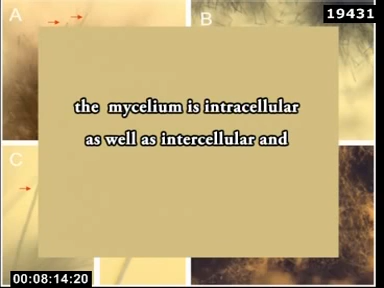 A
B
19431
the mycelium is intracellular
as well as intercellular and
C
00:08:14:20